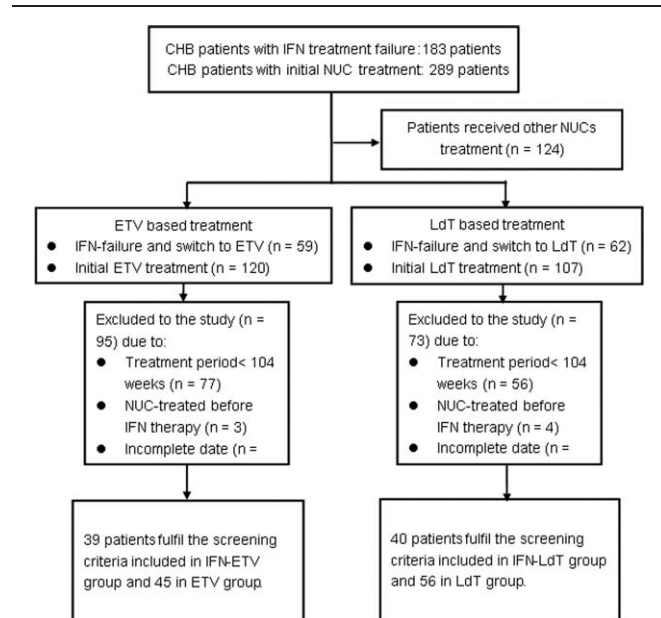 CHB patients with IFN treatment failure: 183 patients
CHB patients with initial NUC treatment: 289 patients
Patients received other NUCs
treatment (n = 124)
ETV based treatment
● IFN-failure and switch to ETV (n = 59)
● Initial ETV treatment (n = 120)
LdT based treatment
● IFN-failure and switch to LdT (n = 62)
● Initial LdT treatment (n = 107)
Excluded to the study (n =
95) due to:
● Treatment period< 104
weeks (n = 77)
● NUC-treated before
IFN therapy (n = 3)
● Incomplete date (n =
Excluded to the study (n =
73) due to:
● Treatment period< 104
weeks (n = 56)
● NUC-treated before
IFN therapy (n = 4)
● Incomplete date (n =
39 patients fulfil the screening
criteria included in IFN-ETV
group and 45 in ETV group.
40 patients fulfil the screening
criteria included in IFN-LdT group
and 56 in LdT group.